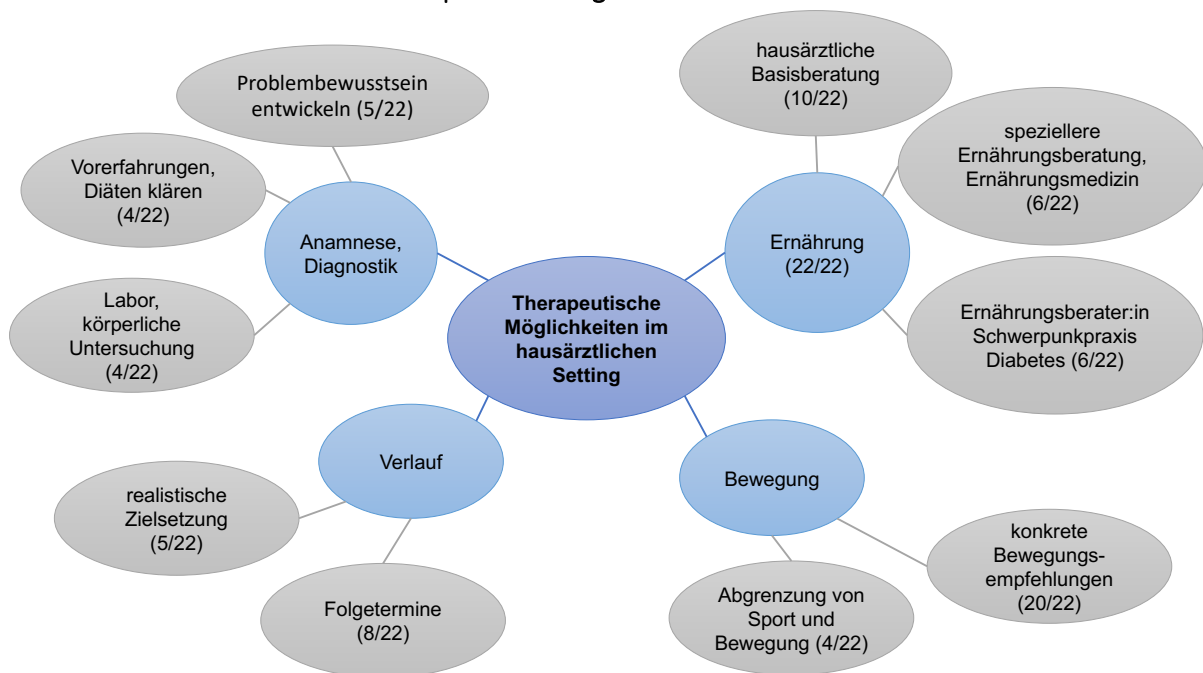 Problembewusstsein
entwickeln (5/22)
Vorerfahrungen,
Diäten klären
(4/22)
Labor,
körperliche
Untersuchung
(4/22)
Anamnese,
Diagnostik
hausärztliche
Basisberatung
(10/22)
speziellere
Ernährungsberatung,
Ernährungsmedizin
(6/22)
Ernährung
(22/22)
Ernährungsberater:in
Schwerpunkpraxis
Diabetes (6/22)
Therapeutische
Möglichkeiten im
hausärztlichen
Setting
Verlauf
realistische
Zielsetzung
(5/22)
Folgetermine
(8/22)
Bewegung
Abgrenzung von
Sport und
Bewegung (4/22)
konkrete
Bewegungs-
empfehlungen
(20/22)